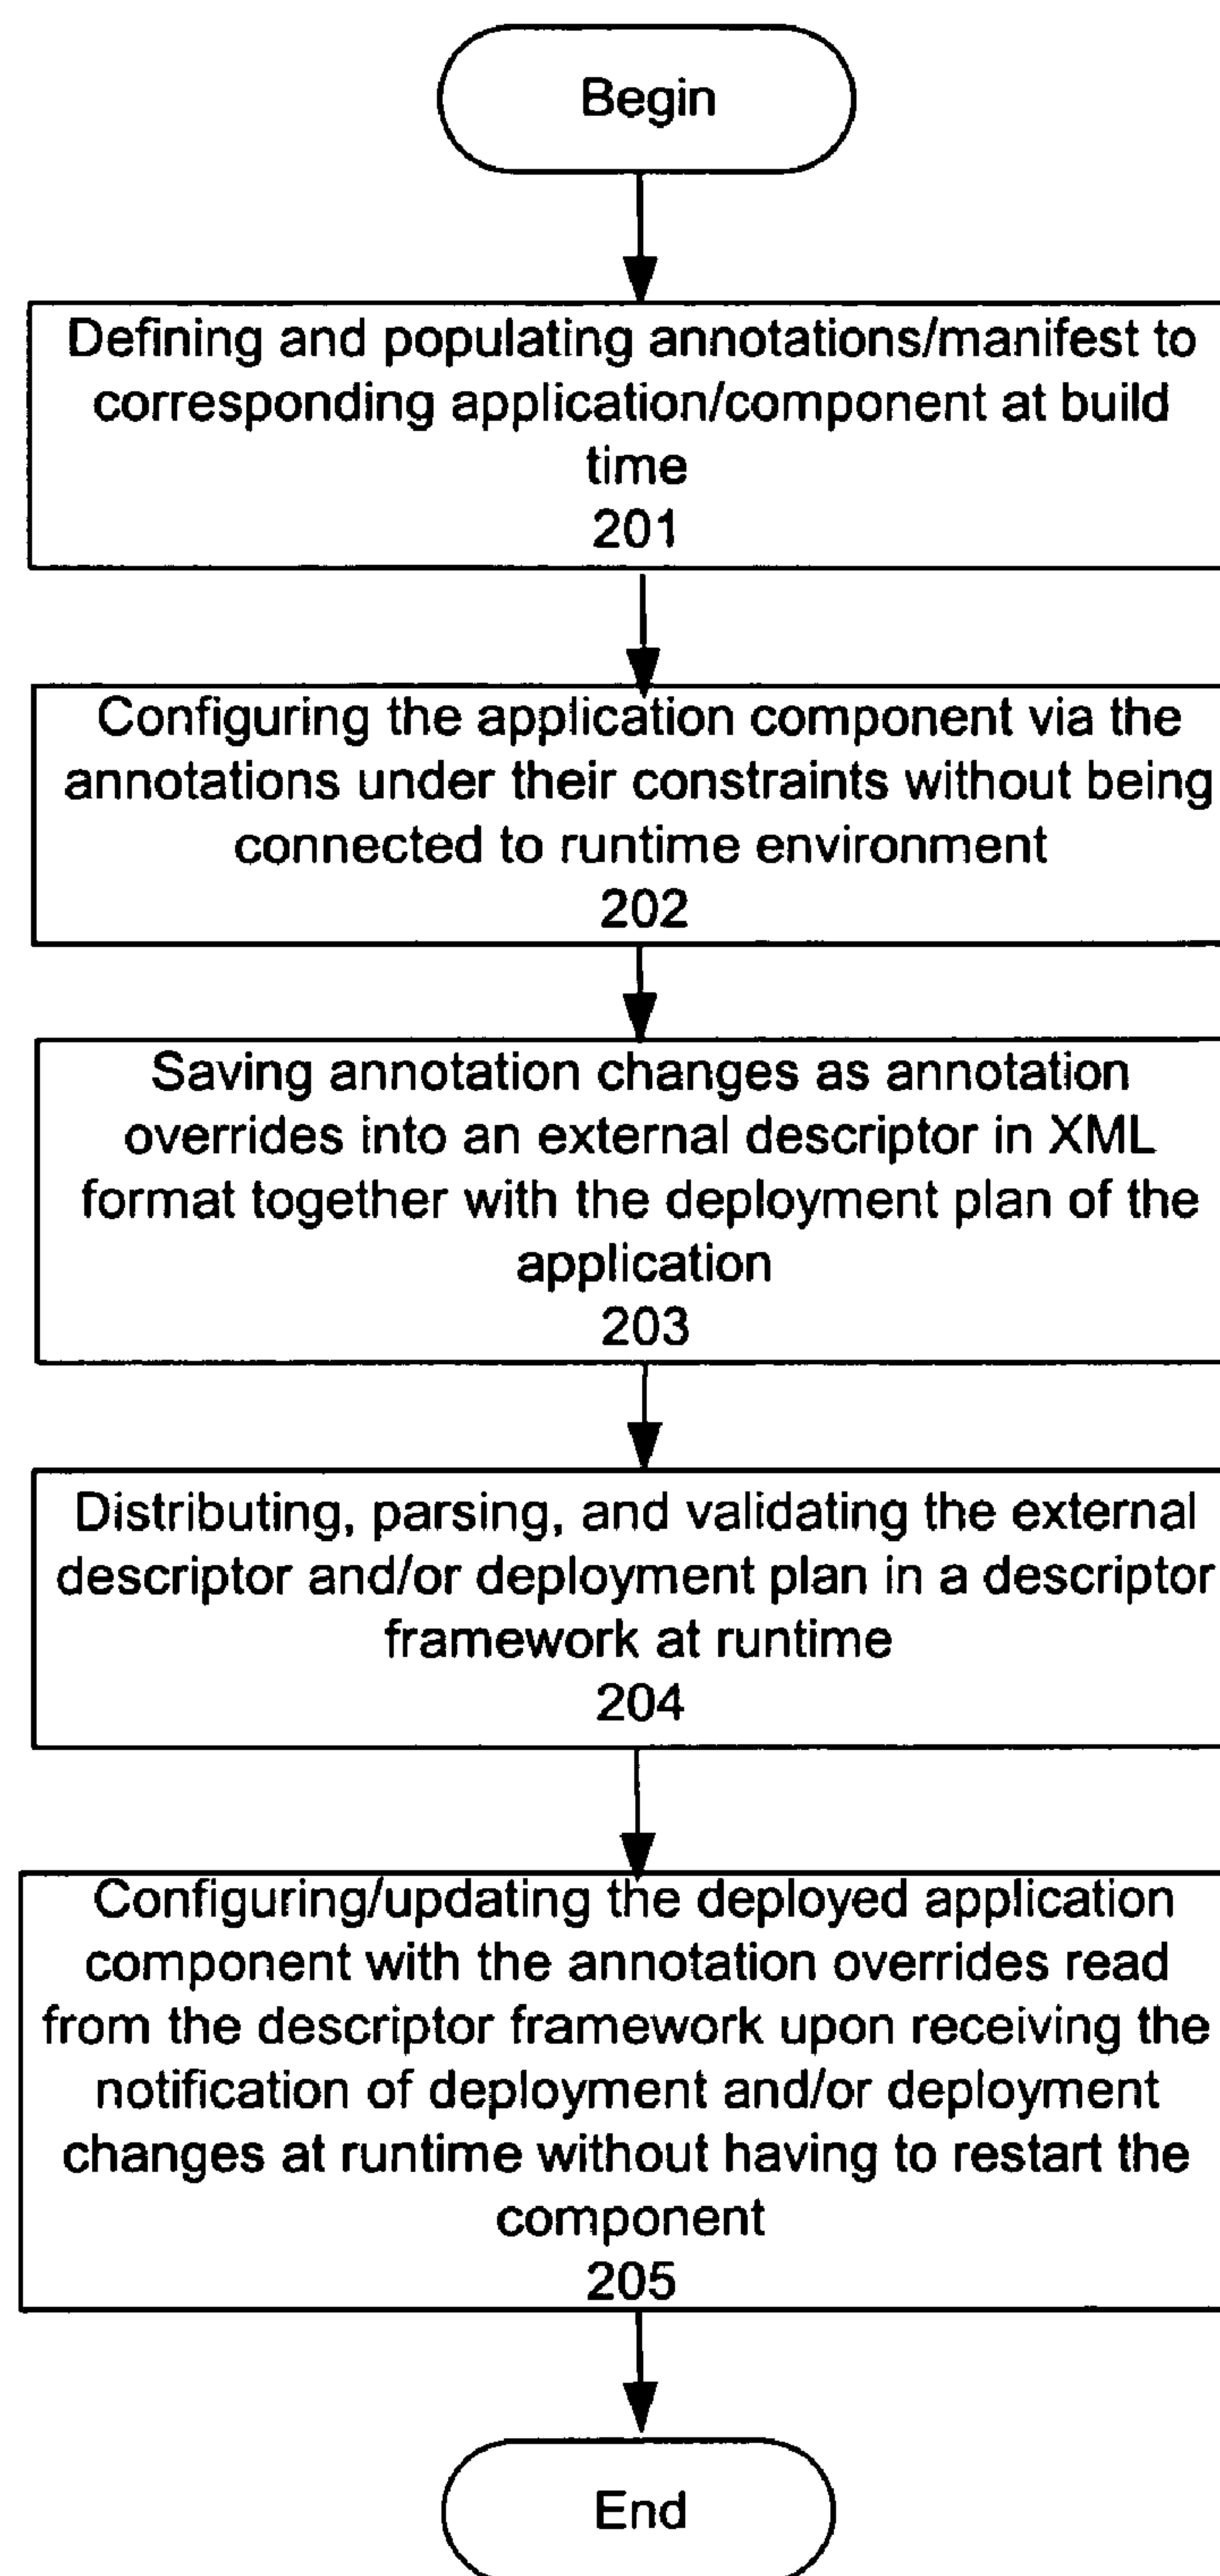 Begin
Defining and populating annotations/manifest to
corresponding application/component at build
time
201
Configuring the application component via the
annotations under their constraints without being
connected to runtime environment
202
Saving annotation changes as annotation
overrides into an external descriptor in XML
format together with the deployment plan of the
application
203
Distributing, parsing, and validating the external
descriptor and/or deployment plan in a descriptor
framework at runtime
204
Configuring/updating the deployed application
component with the annotation overrides read
from the descriptor framework upon receiving the
notification of deployment and/or deployment
changes at runtime without having to restart the
component
205
End